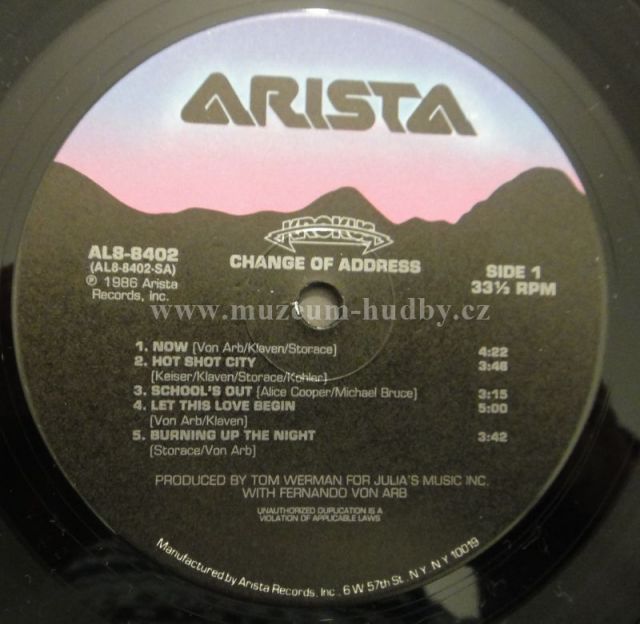 ARISTA
KROKUS
AL8-8402
(AL8-8402-SA)
℗ 1986 Arista
Records, Inc.
CHANGE OF ADDRESS
SIDE 1
33⅓ RPM
www.muzeum-hudby.cz
1. NOW (Von Arb/Klaven/Storace) 4:22
2. HOT SHOT CITY 3:46
(Keiser/Klaven/Storace/Kohler)
3. SCHOOL'S OUT (Alice Cooper/Michael Bruce) 3:15
4. LET THIS LOVE BEGIN 5:00
(Von Arb/Klaven)
5. BURNING UP THE NIGHT 3:42
(Storace/Von Arb)
PRODUCED BY TOM WERMAN FOR JULIA'S MUSIC INC.
WITH FERNANDO VON ARB
UNAUTHORIZED DUPLICATION IS A
VIOLATION OF APPLICABLE LAWS
Manufactured by Arista Records, Inc., 6 W 57th St., N.Y., N.Y. 10019